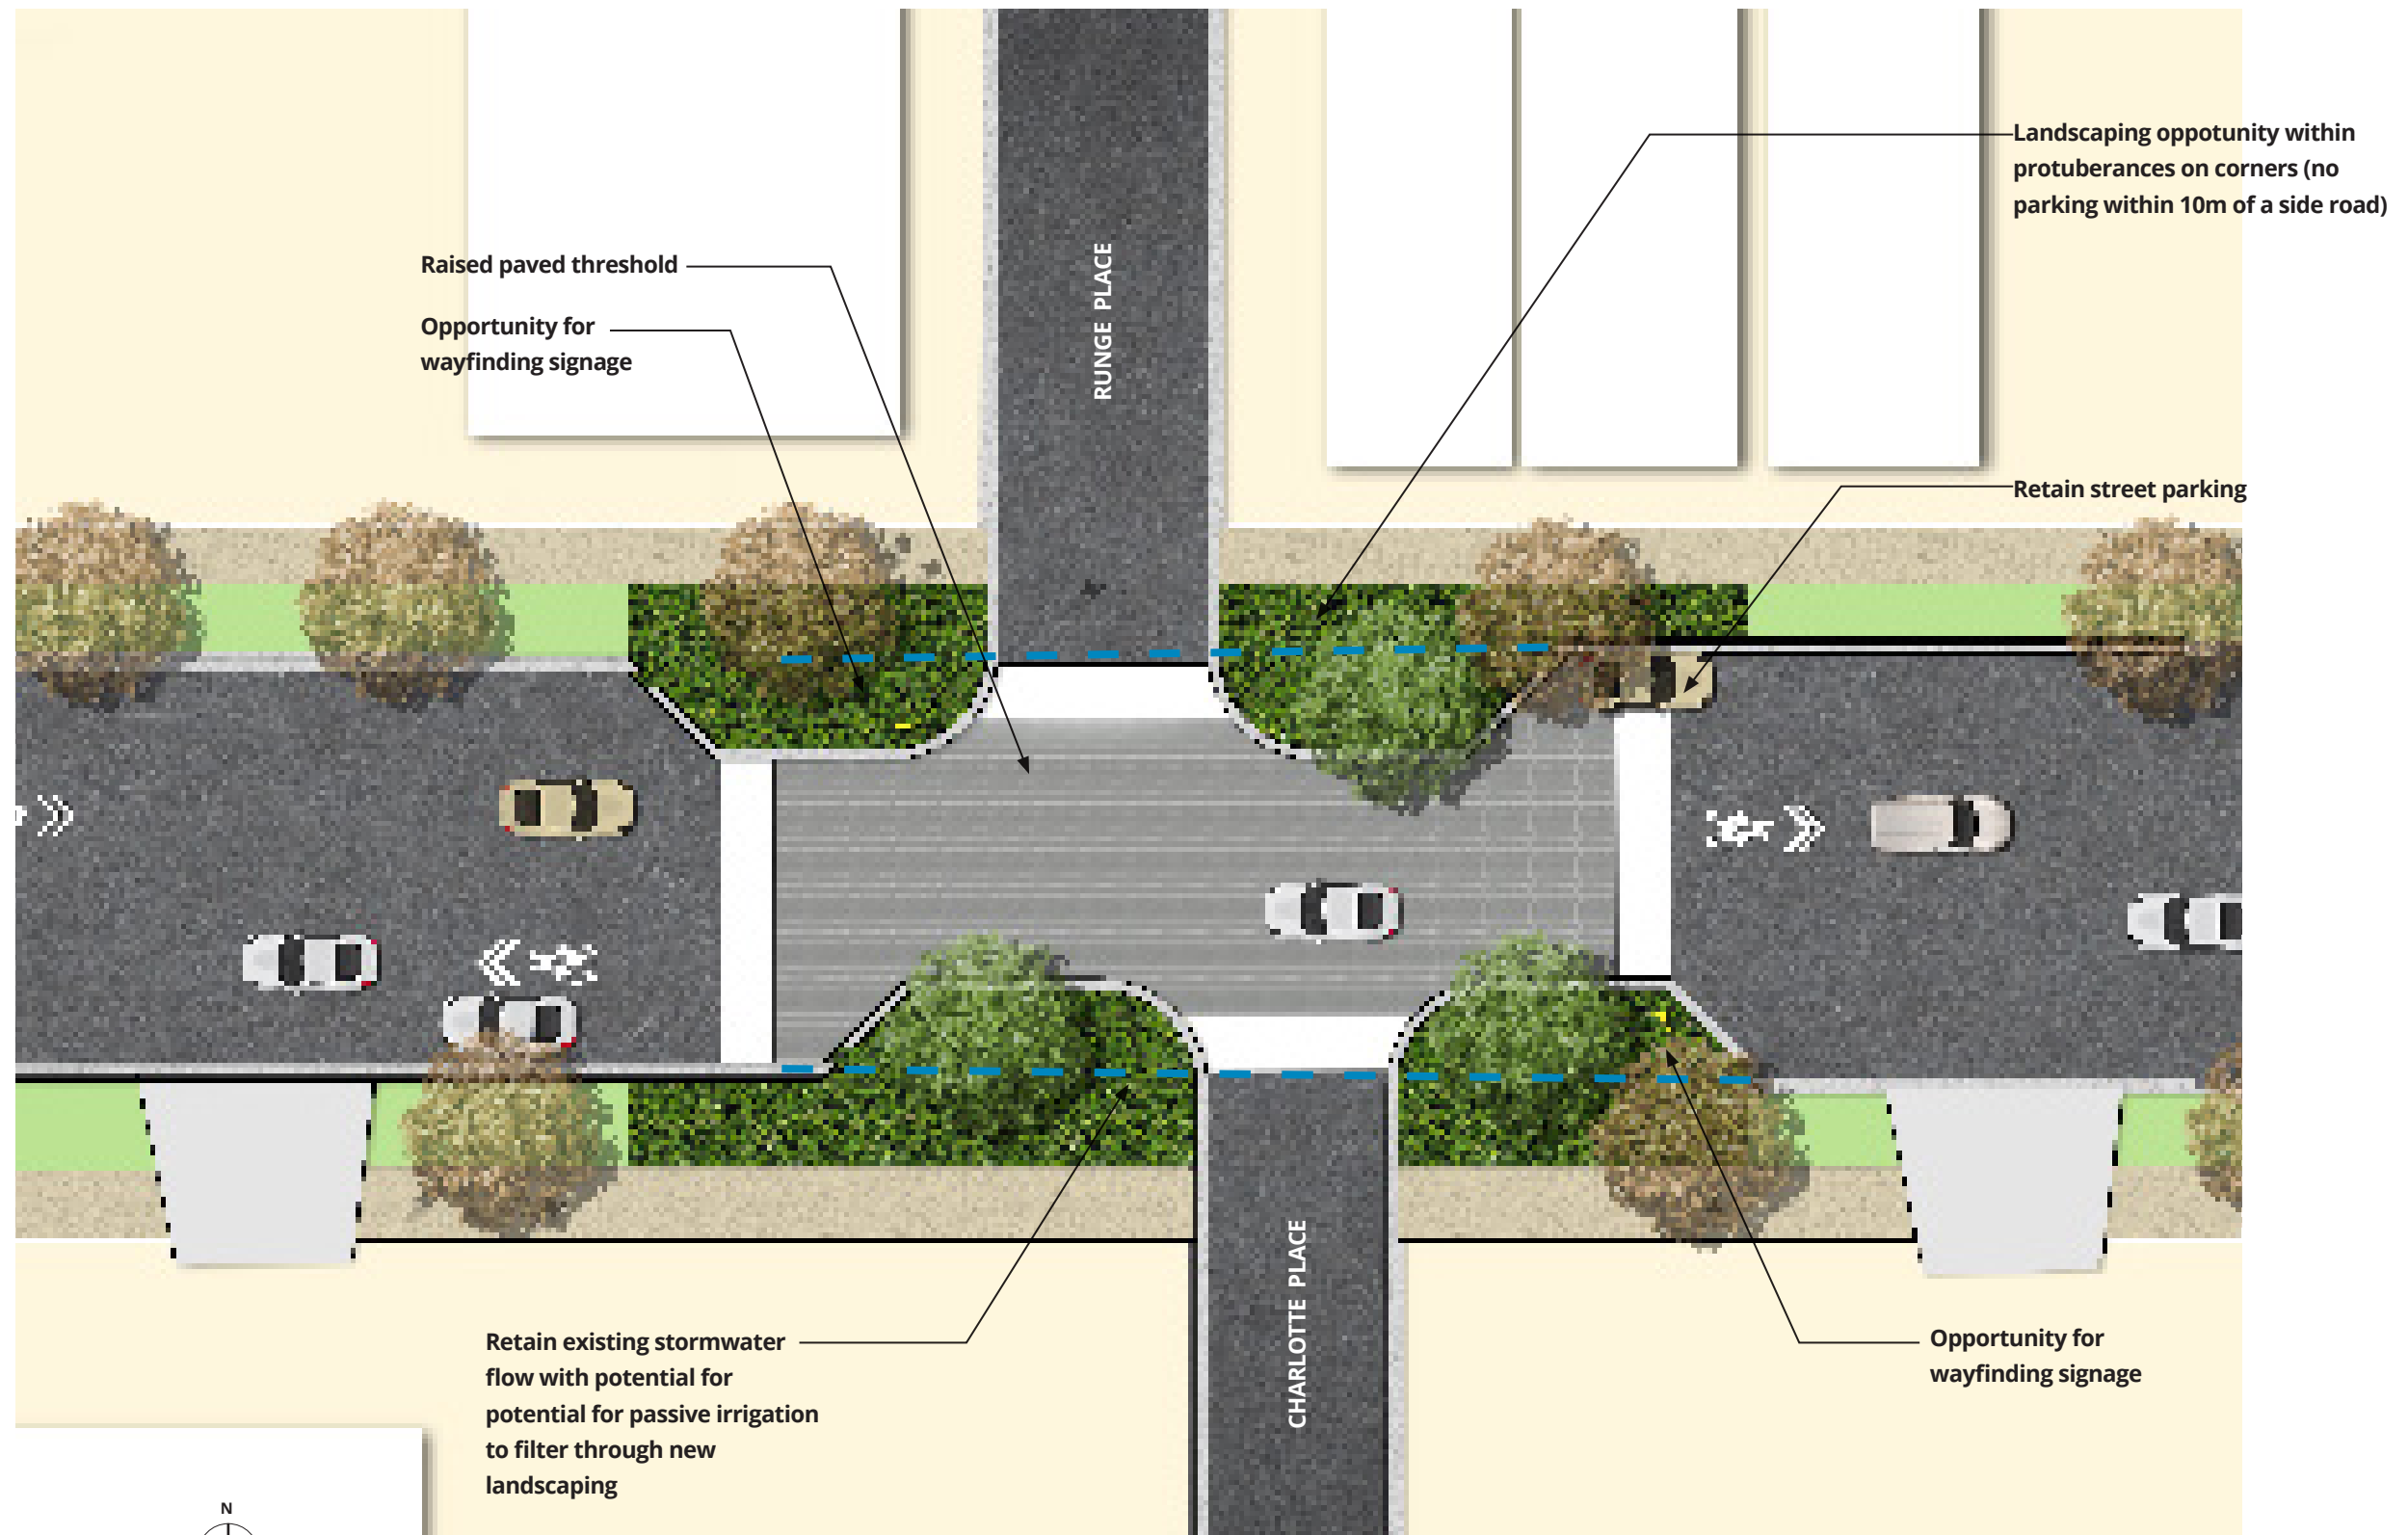 Landscaping oppotunity within
protuberances on corners (no
parking within 10m of a side road)
Raised paved threshold
Opportunity for
wayfinding signage
RUNGE PLACE
Retain street parking
CHARLOTTE PLACE
Retain existing stormwater
flow with potential for
potential for passive irrigation
to filter through new
landscaping
Opportunity for
wayfinding signage
N